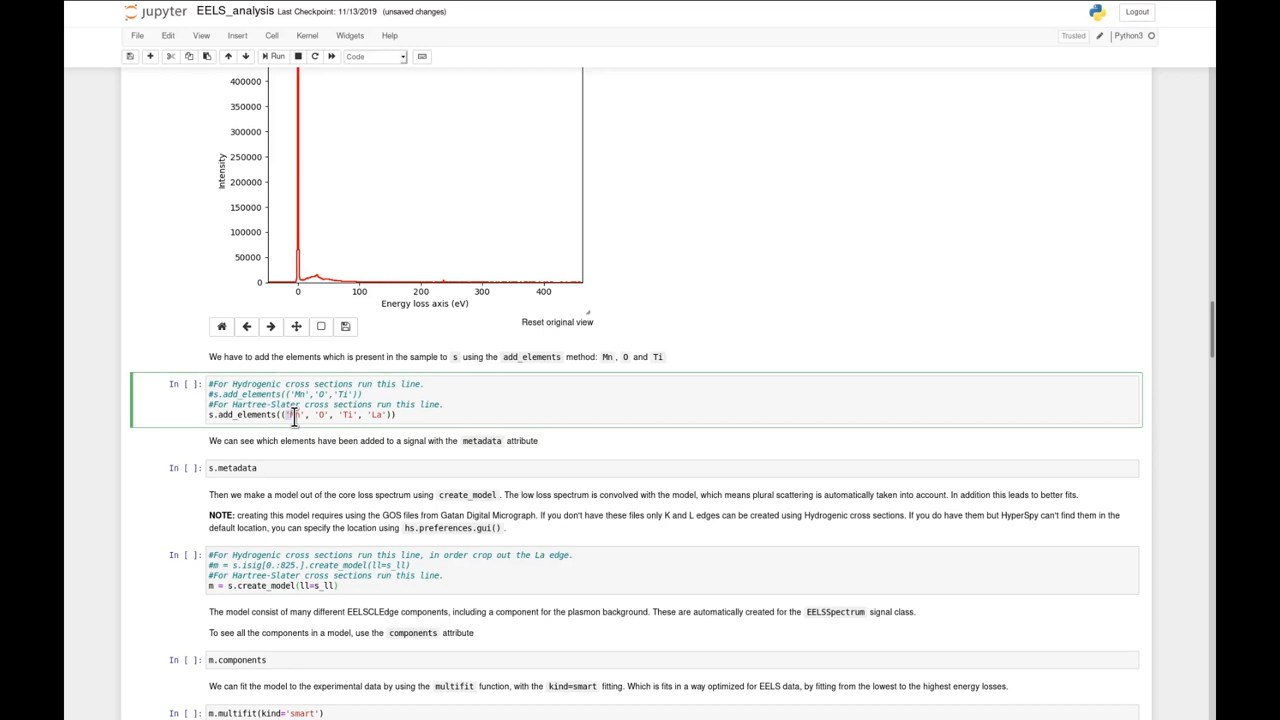 jupyter EELS_analysis Last Checkpoint: 11/13/2019 (unsaved changes) Logout
File Edit View Insert Cell Kernel Widgets Help Trusted Python3
Run Code
400000
350000
300000
250000
200000
150000
100000
50000
0
Intensity
0 100 200 300 400
Energy loss axis (eV)
Reset original view
We have to add the elements which is present in the sample to s using the add_elements method: Mn , O and Ti
In [ ]: #For Hydrogenic cross sections run this line.
#s.add_elements(('Mn','O','Ti'))
#For Hartree-Slater cross sections run this line.
s.add_elements(('Mn', 'O', 'Ti', 'La'))
We can see which elements have been added to a signal with the metadata attribute
In [ ]: s.metadata
Then we make a model out of the core loss spectrum using create_model . The low loss spectrum is convolved with the model, which means plural scattering is automatically taken into account. In addition this leads to better fits.
NOTE: creating this model requires using the GOS files from Gatan Digital Micrograph. If you don't have these files only K and L edges can be created using Hydrogenic cross sections. If you do have them but HyperSpy can't find them in the
default location, you can specify the location using hs.preferences.gui() .
In [ ]: #For Hydrogenic cross sections run this line, in order crop out the La edge.
#m = s.isig[0.:825.].create_model(ll=s_ll)
#For Hartree-Slater cross sections run this line.
m = s.create_model(ll=s_ll)
The model consist of many different EELSCLEdge components, including a component for the plasmon background. These are automatically created for the EELSSpectrum signal class.
To see all the components in a model, use the components attribute
In [ ]: m.components
We can fit the model to the experimental data by using the multifit function, with the kind=smart fitting. Which is fits in a way optimized for EELS data, by fitting from the lowest to the highest energy losses.
In [ ]: m.multifit(kind='smart')